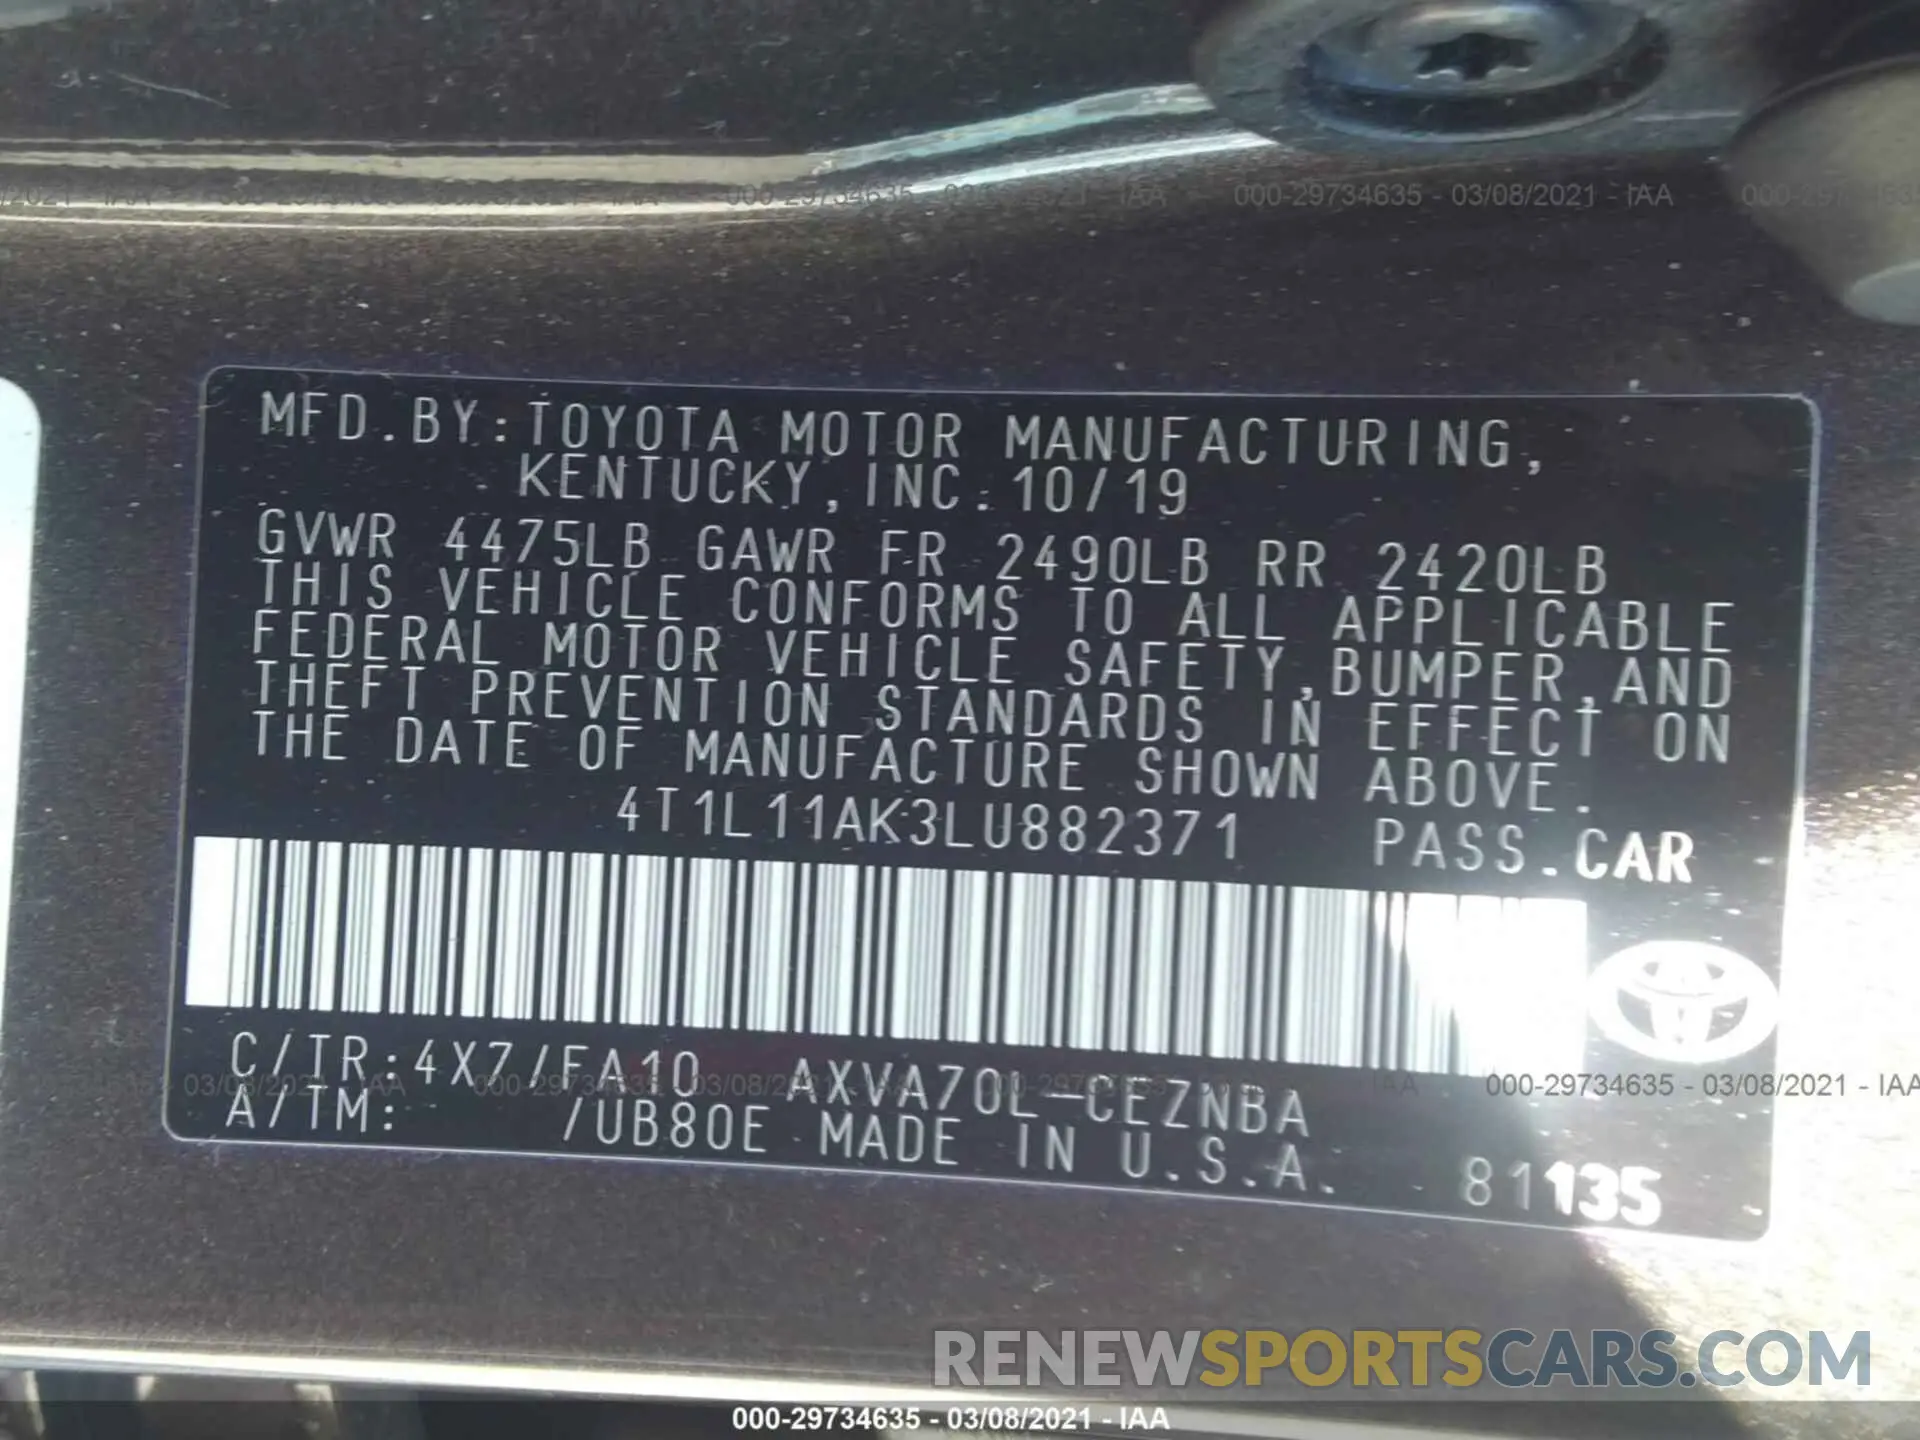 000-29734635 - 03/08/2021 - IAA
MFD.BY:TOYOTA MOTOR MANUFACTURING,
KENTUCKY,INC.10/19
GVWR 4475LB GAWR FR 2490LB RR 2420LB
THIS VEHICLE CONFORMS TO ALL APPLICABLE
FEDERAL MOTOR VEHICLE SAFETY,BUMPER,AND
THEFT PREVENTION STANDARDS IN EFFECT ON
THE DATE OF MANUFACTURE SHOWN ABOVE.
4T1L11AK3LU882371 PASS.CAR
C/TR:4X7/FA10 AXVA70L-CEZNBA
000-29734635 - 03/08/2021 - IAA
A/TM: /UB80E MADE IN U.S.A. 81135
RENEWSPORTSCARS.COM
000-29734635 - 03/08/2021 - IAA